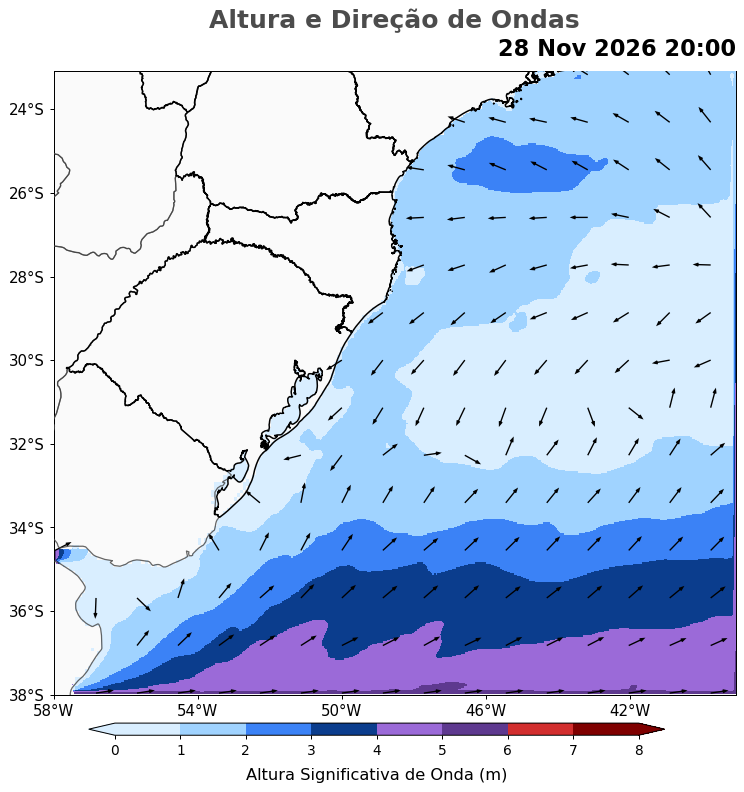 Altura e Direção de Ondas
28 Nov 2026 20:00
24°S
26°S
28°S
30°S
32°S
34°S
36°S
38°S
58°W 54°W 50°W 46°W 42°W
0 1 2 3 4 5 6 7 8
Altura Significativa de Onda (m)